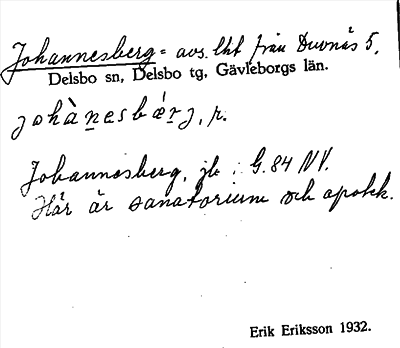 Johannesberg = avs. lht från Duvnäs 5,
Delsbo sn, Delsbo tg, Gävleborgs län.
johànesbærj, r.
Johannesberg, jb i G. 84 NV.
Här är sanatorium och apotek.
Erik Eriksson 1932.